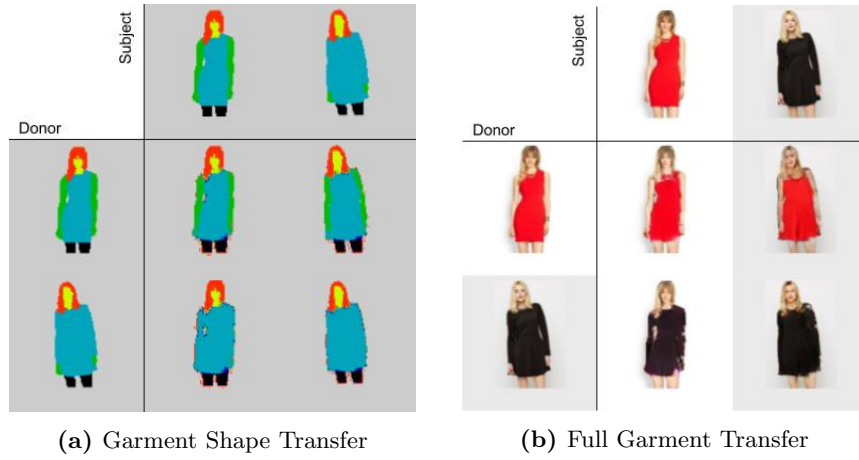 Subject
Donor
Subject
Donor
(a) Garment Shape Transfer
(b) Full Garment Transfer